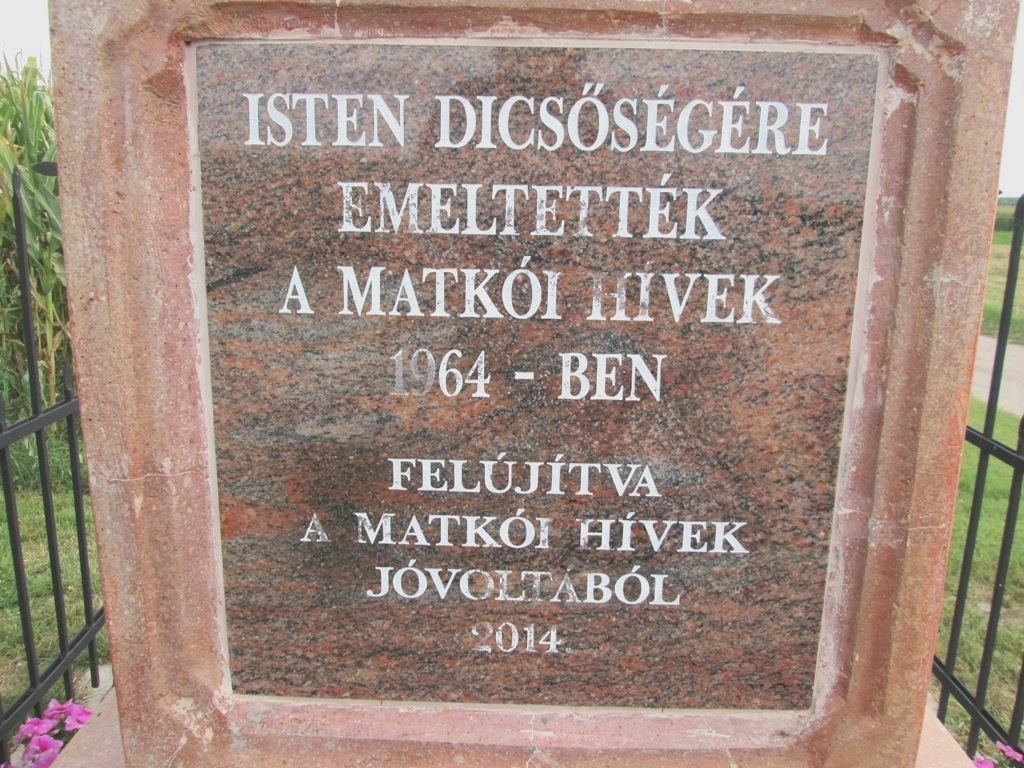 ISTEN DICSŐSÉGÉRE
EMELTETTÉK
A MATKÓI HÍVEK
1964 - BEN
FELÚJÍTVA
A MATKÓI HÍVEK
JÓVOLTÁBÓL
2014.